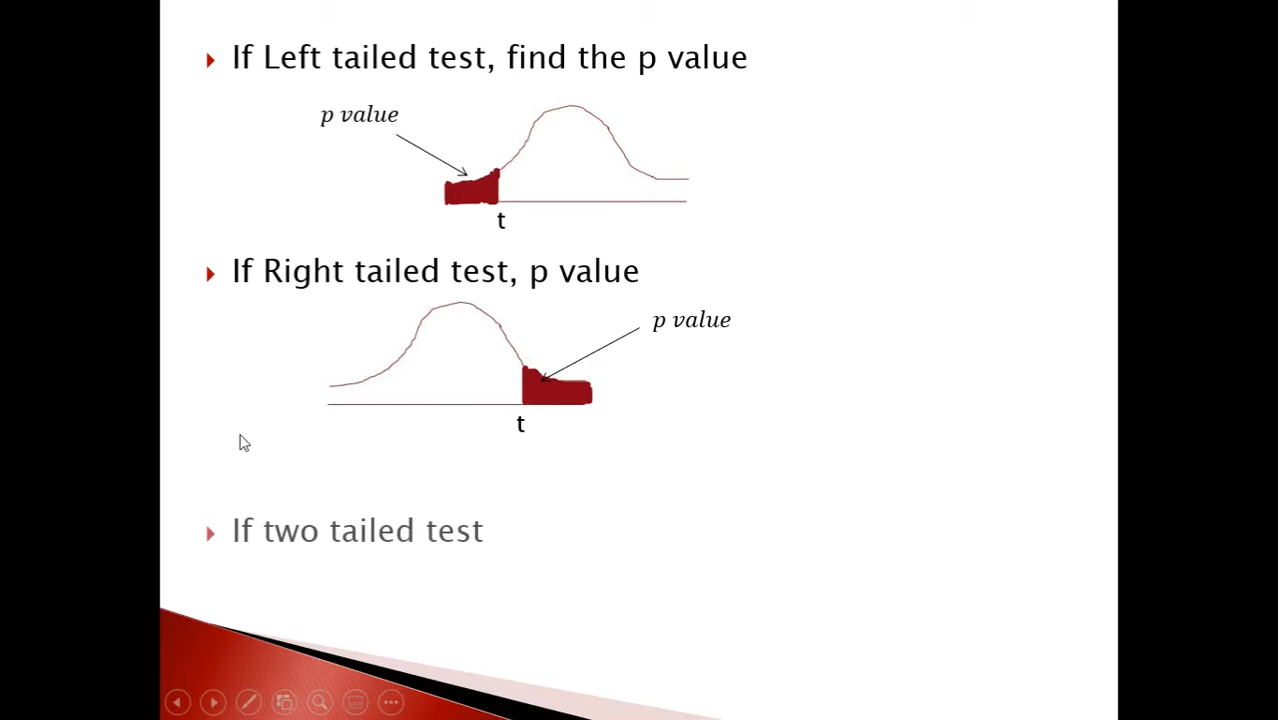 If Left tailed test, find the p value
p value
t
If Right tailed test, p value
p value
t
If two tailed test